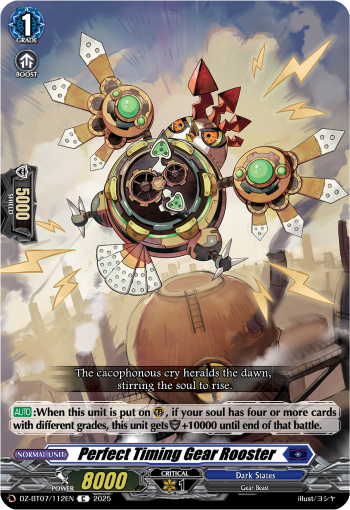 1
GRADE
BOOST
5000
SHIELD
The cacophonous cry heralds the dawn,
stirring the soul to rise.
AUTO:When this unit is put on G, if your soul has four or more cards
with different grades, this unit gets +10000 until end of that battle.
NORMAL UNIT
Perfect Timing Gear Rooster
POWER
8000
CRITICAL
1
Dark States
Gear Beast
DZ-BT07/112EN C 2025
illust/ヨシヤ